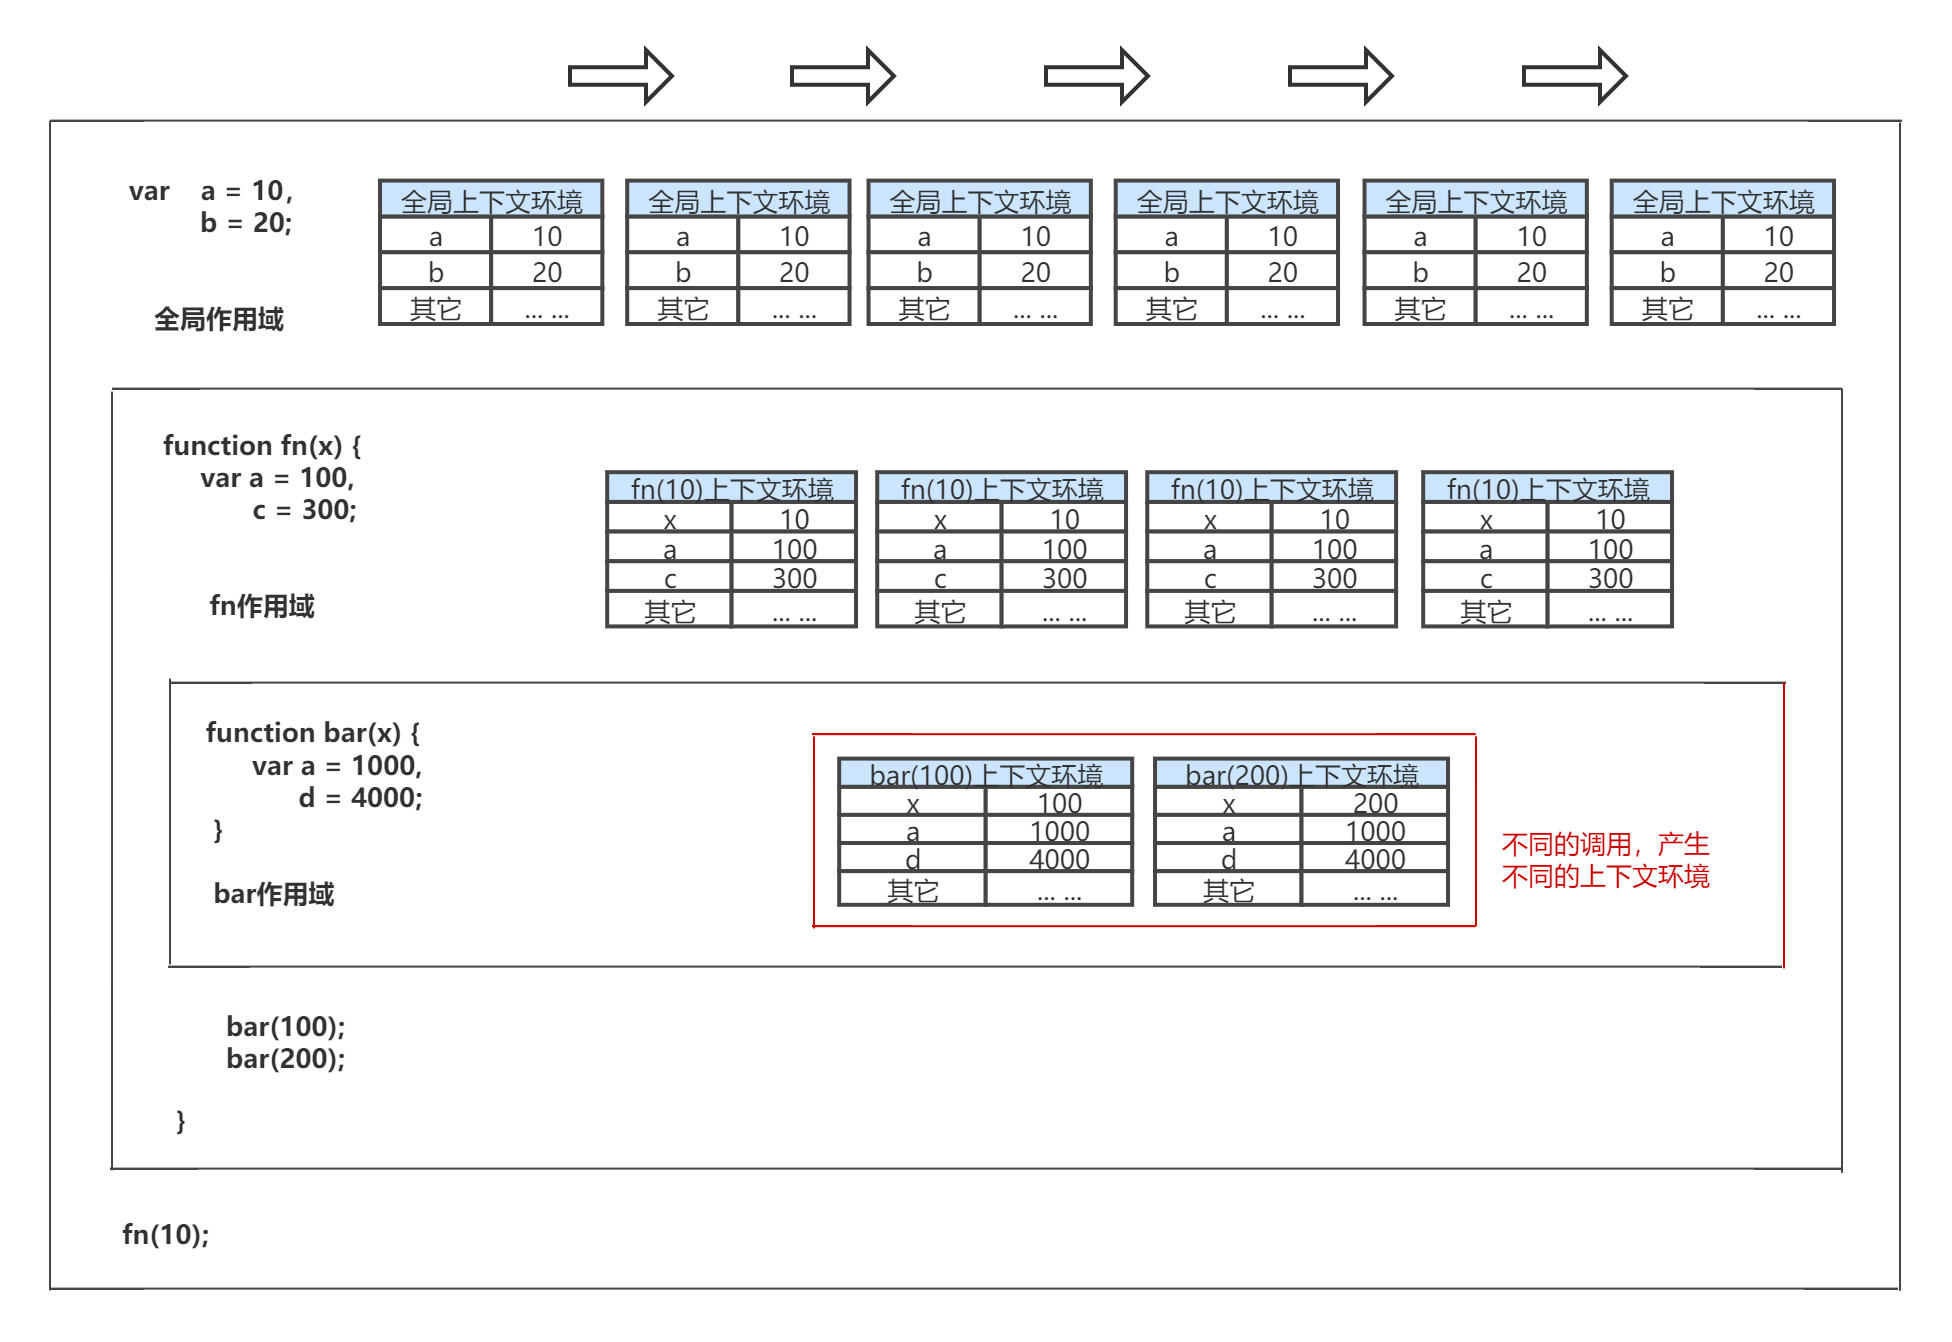 var a = 10,
b = 20;
全局作用域
全局上下文环境 全局上下文环境 全局上下文环境 全局上下文环境 全局上下文环境 全局上下文环境
a 10 a 10 a 10 a 10 a 10 a 10
b 20 b 20 b 20 b 20 b 20 b 20
其它 ... ... 其它 ... ... 其它 ... ... 其它 ... ... 其它 ... ... 其它 ... ...
function fn(x) {
var a = 100,
c = 300;
fn作用域
fn(10)上下文环境 fn(10)上下文环境 fn(10)上下文环境 fn(10)上下文环境
x 10 x 10 x 10 x 10
a 100 a 100 a 100 a 100
c 300 c 300 c 300 c 300
其它 ... ... 其它 ... ... 其它 ... ... 其它 ... ...
function bar(x) {
var a = 1000,
d = 4000;
}
bar作用域
bar(100)上下文环境 bar(200)上下文环境
x 100 x 200
a 1000 a 1000
d 4000 d 4000
其它 ... ... 其它 ... ...
不同的调用，产生
不同的上下文环境
bar(100);
bar(200);
}
fn(10);